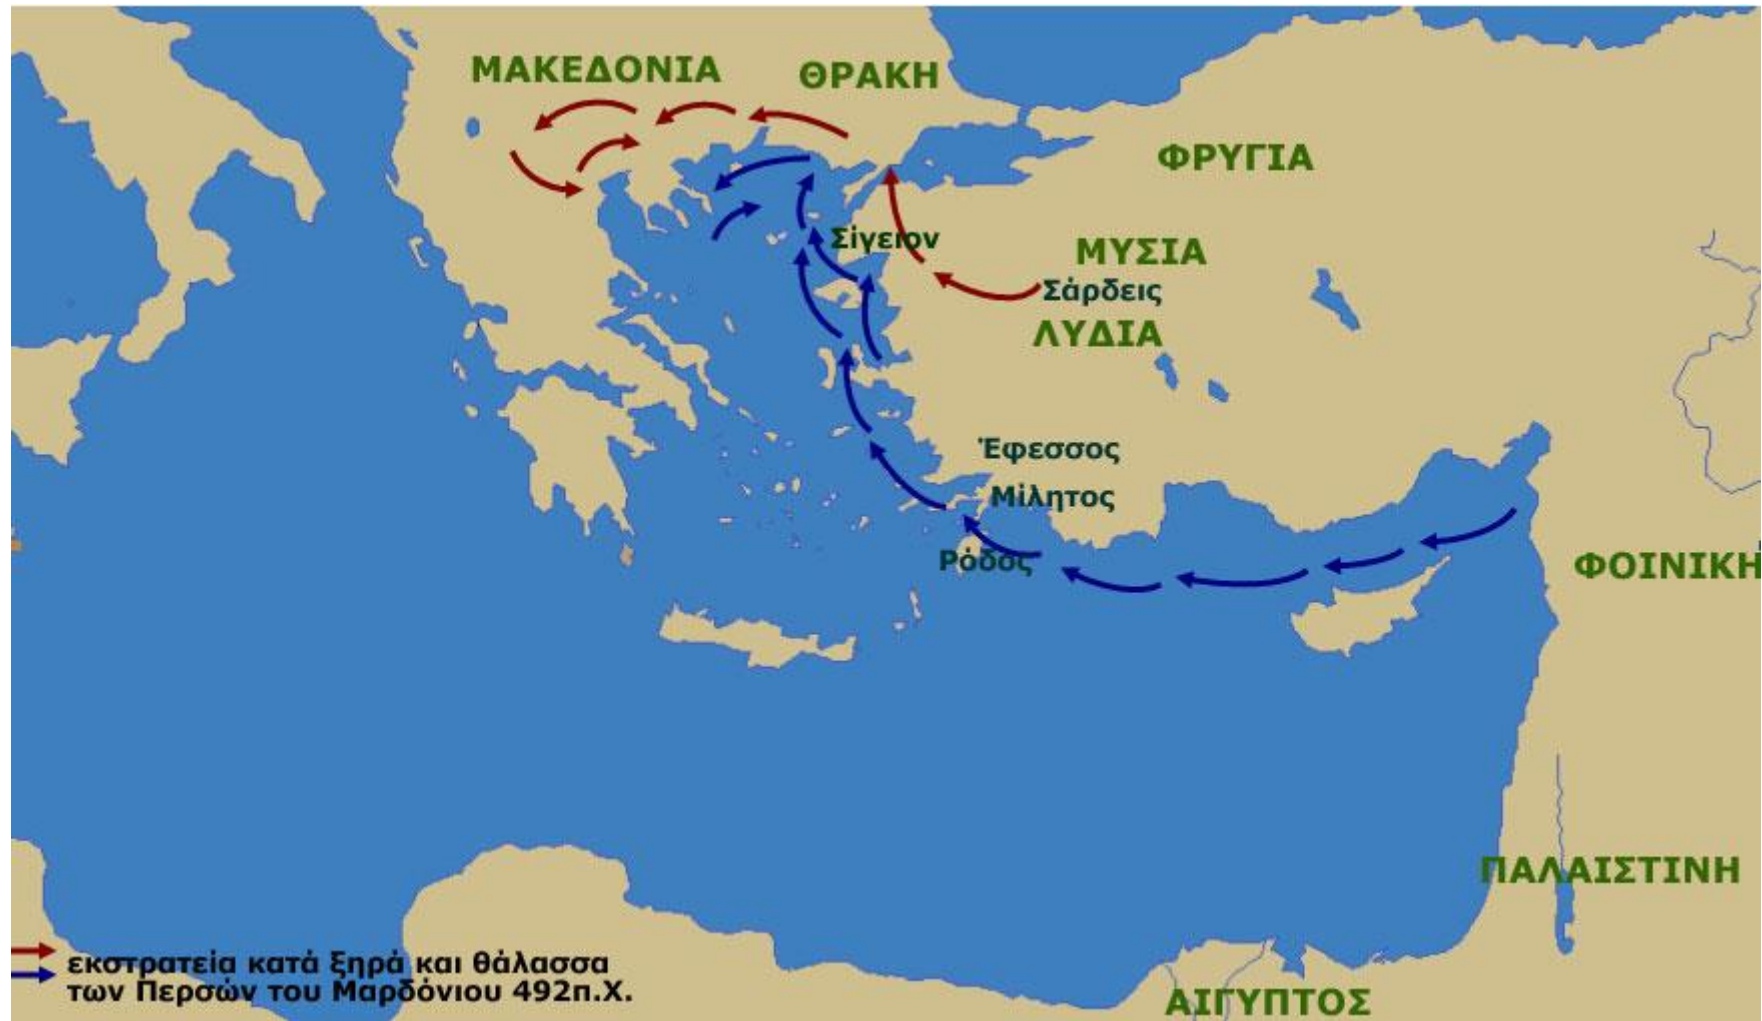 ΜΑΚΕΔΟΝΙΑ
ΘΡΑΚΗ
ΦΡΥΓΙΑ
Σίγειον
ΜΥΣΙΑ
Σάρδεις
ΛΥΔΙΑ
Έφεσσος
Μίλητος
Ρόδος
ΦΟΙΝΙΚΗ
ΠΑΛΑΙΣΤΙΝΗ
εκστρατεία κατά ξηρά και θάλασσα
των Περσών του Μαρδόνιου 492π.Χ.
ΑΙΓΥΠΤΟΣ